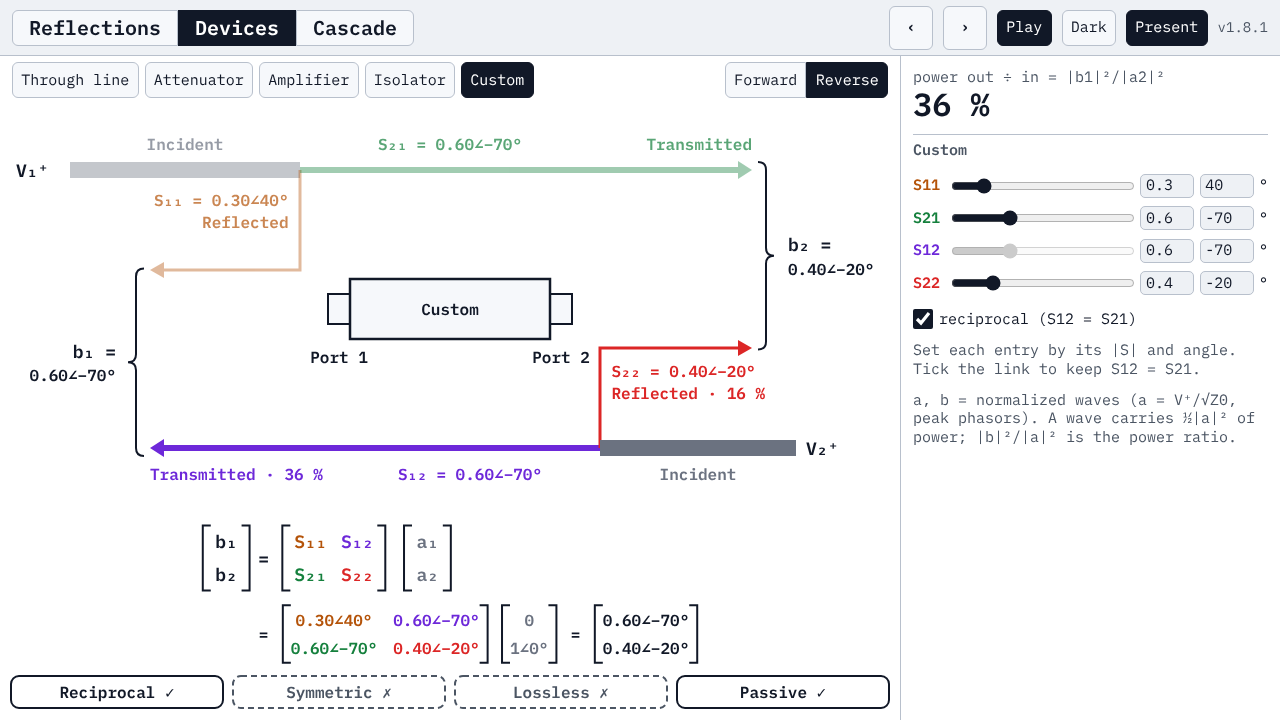 Reflections Devices Cascade ‹ › Play Dark Present v1.8.1
Through line Attenuator Amplifier Isolator Custom Forward Reverse
Incident S₂₁ = 0.60∠−70° Transmitted
V₁⁺
S₁₁ = 0.30∠40°
Reflected
b₂ =
0.40∠−20°
Custom
Port 1 Port 2
b₁ =
0.60∠−70°
S₂₂ = 0.40∠−20°
Reflected · 16 %
V₂⁺
Transmitted · 36 % S₁₂ = 0.60∠−70° Incident
b₁ S₁₁ S₁₂ a₁
=
b₂ S₂₁ S₂₂ a₂
0.30∠40° 0.60∠−70° 0 0.60∠−70°
= =
0.60∠−70° 0.40∠−20° 1∠0° 0.40∠−20°
Reciprocal ✓ Symmetric ✗ Lossless ✗ Passive ✓
power out ÷ in = |b1|²/|a2|²
36 %
Custom
S11 0.3 40 °
S21 0.6 -70 °
S12 0.6 -70 °
S22 0.4 -20 °
reciprocal (S12 = S21)
Set each entry by its |S| and angle.
Tick the link to keep S12 = S21.
a, b = normalized waves (a = V⁺/√Z0,
peak phasors). A wave carries ½|a|² of
power; |b|²/|a|² is the power ratio.